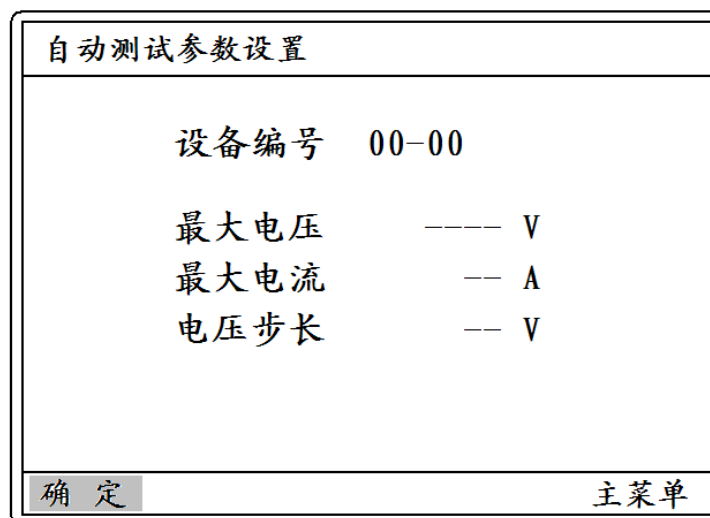 自动测试参数设置
设备编号 00-00
最大电压 ---- V
最大电流 -- A
电压步长 -- V
确 定 主菜单